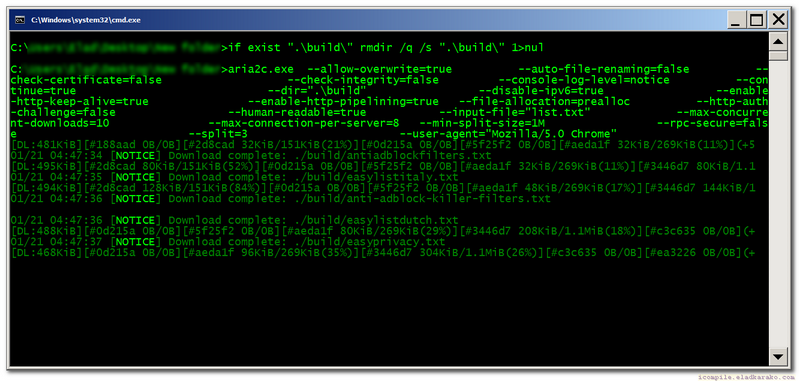 C:\Windows\system32\cmd.exe
C:\ >if exist ".\build\" rmdir /q /s ".\build\" 1>nul
C:\ >aria2c.exe --allow-overwrite=true --auto-file-renaming=false --
check-certificate=false --check-integrity=false --console-log-level=notice --con
tinue=true --dir=".\build" --disable-ipv6=true --enable
-http-keep-alive=true --enable-http-pipelining=true --file-allocation=prealloc --http-auth
-challenge=false --human-readable=true --input-file="list.txt" --max-concurre
nt-downloads=10 --max-connection-per-server=8 --min-split-size=1M --rpc-secure=fals
e --split=3 --user-agent="Mozilla/5.0 Chrome"
[DL:481KiB][#188aad 0B/0B][#2d8cad 32KiB/151KiB(21%)][#0d215a 0B/0B][#5f25f2 0B/0B][#aeda1f 32KiB/269KiB(11%)](+5
01/21 04:47:34 [NOTICE] Download complete: ./build/antiadblockfilters.txt
[DL:495KiB][#2d8cad 80KiB/151KiB(52%)][#0d215a 0B/0B][#5f25f2 0B/0B][#aeda1f 32KiB/269KiB(11%)][#3446d7 80KiB/1.1
01/21 04:47:35 [NOTICE] Download complete: ./build/easylistitaly.txt
[DL:494KiB][#2d8cad 128KiB/151KiB(84%)][#0d215a 0B/0B][#5f25f2 0B/0B][#aeda1f 48KiB/269KiB(17%)][#3446d7 144KiB/1
01/21 04:47:36 [NOTICE] Download complete: ./build/anti-adblock-killer-filters.txt
01/21 04:47:36 [NOTICE] Download complete: ./build/easylistdutch.txt
[DL:488KiB][#0d215a 0B/0B][#5f25f2 0B/0B][#aeda1f 80KiB/269KiB(29%)][#3446d7 208KiB/1.1MiB(18%)][#c3c635 0B/0B](+
01/21 04:47:37 [NOTICE] Download complete: ./build/easyprivacy.txt
[DL:468KiB][#0d215a 0B/0B][#aeda1f 96KiB/269KiB(35%)][#3446d7 304KiB/1.1MiB(26%)][#c3c635 0B/0B][#ea3226 0B/0B](+
icompile.eladkarako.com